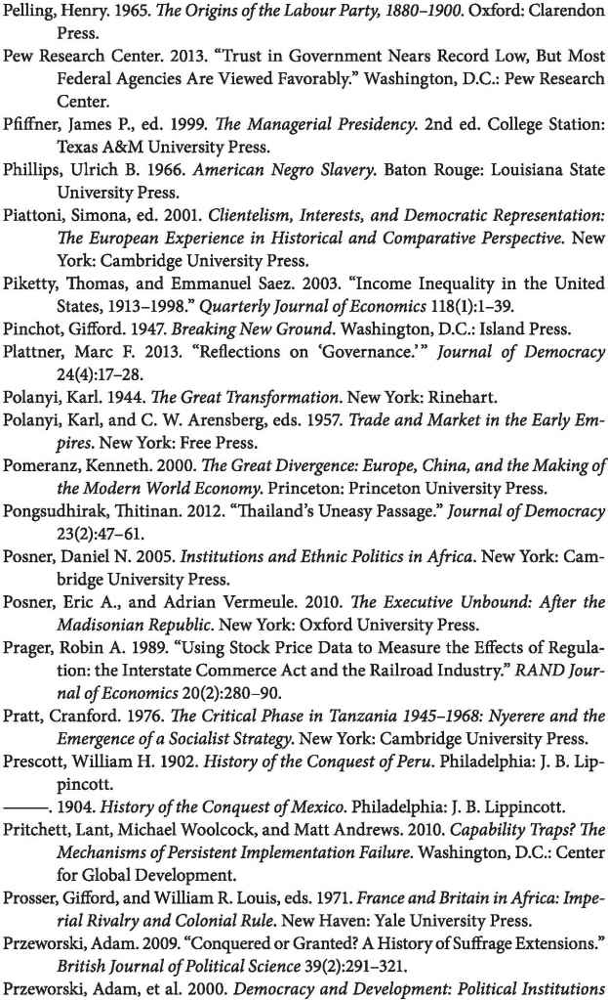 Pelling, Henry. 1965. The Origins of the Labour Party, 1880–1900. Oxford: Clarendon
Press.
Pew Research Center. 2013. “Trust in Government Nears Record Low, But Most
Federal Agencies Are Viewed Favorably.” Washington, D.C.: Pew Research
Center.
Pfiffner, James P., ed. 1999. The Managerial Presidency. 2nd ed. College Station:
Texas A&M University Press.
Phillips, Ulrich B. 1966. American Negro Slavery. Baton Rouge: Louisiana State
University Press.
Piattoni, Simona, ed. 2001. Clientelism, Interests, and Democratic Representation:
The European Experience in Historical and Comparative Perspective. New
York: Cambridge University Press.
Piketty, Thomas, and Emmanuel Saez. 2003. “Income Inequality in the United
States, 1913–1998.” Quarterly Journal of Economics 118(1):1–39.
Pinchot, Gifford. 1947. Breaking New Ground. Washington, D.C.: Island Press.
Plattner, Marc F. 2013. “Reflections on ‘Governance.’” Journal of Democracy
24(4):17–28.
Polanyi, Karl. 1944. The Great Transformation. New York: Rinehart.
Polanyi, Karl, and C. W. Arensberg, eds. 1957. Trade and Market in the Early Em-
pires. New York: Free Press.
Pomeranz, Kenneth. 2000. The Great Divergence: Europe, China, and the Making of
the Modern World Economy. Princeton: Princeton University Press.
Pongsudhirak, Thitinan. 2012. “Thailand’s Uneasy Passage.” Journal of Democracy
23(2):47–61.
Posner, Daniel N. 2005. Institutions and Ethnic Politics in Africa. New York: Cam-
bridge University Press.
Posner, Eric A., and Adrian Vermeule. 2010. The Executive Unbound: After the
Madisonian Republic. New York: Oxford University Press.
Prager, Robin A. 1989. “Using Stock Price Data to Measure the Effects of Regula-
tion: the Interstate Commerce Act and the Railroad Industry.” RAND Jour-
nal of Economics 20(2):280–90.
Pratt, Cranford. 1976. The Critical Phase in Tanzania 1945–1968: Nyerere and the
Emergence of a Socialist Strategy. New York: Cambridge University Press.
Prescott, William H. 1902. History of the Conquest of Peru. Philadelphia: J. B. Lip-
pincott.
———. 1904. History of the Conquest of Mexico. Philadelphia: J. B. Lippincott.
Pritchett, Lant, Michael Woolcock, and Matt Andrews. 2010. Capability Traps? The
Mechanisms of Persistent Implementation Failure. Washington, D.C.: Center
for Global Development.
Prosser, Gifford, and William R. Louis, eds. 1971. France and Britain in Africa: Impe-
rial Rivalry and Colonial Rule. New Haven: Yale University Press.
Przeworski, Adam. 2009. “Conquered or Granted? A History of Suffrage Extensions.”
British Journal of Political Science 39(2):291–321.
Przeworski, Adam, et al. 2000. Democracy and Development: Political Institutions